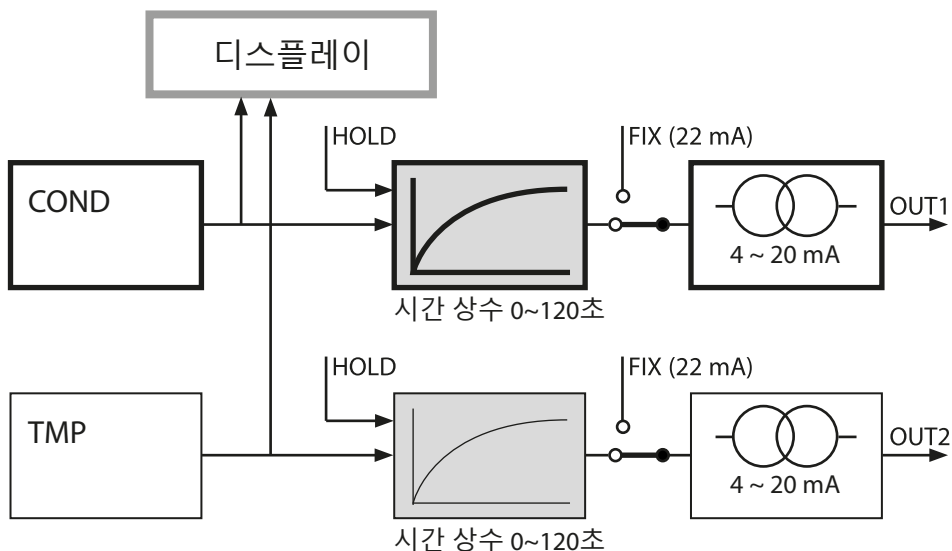 디스플레이
HOLD
FIX (22 mA)
COND
OUT1
4 ~ 20 mA
시간 상수 0~120초
HOLD
FIX (22 mA)
TMP
OUT2
4 ~ 20 mA
시간 상수 0~120초